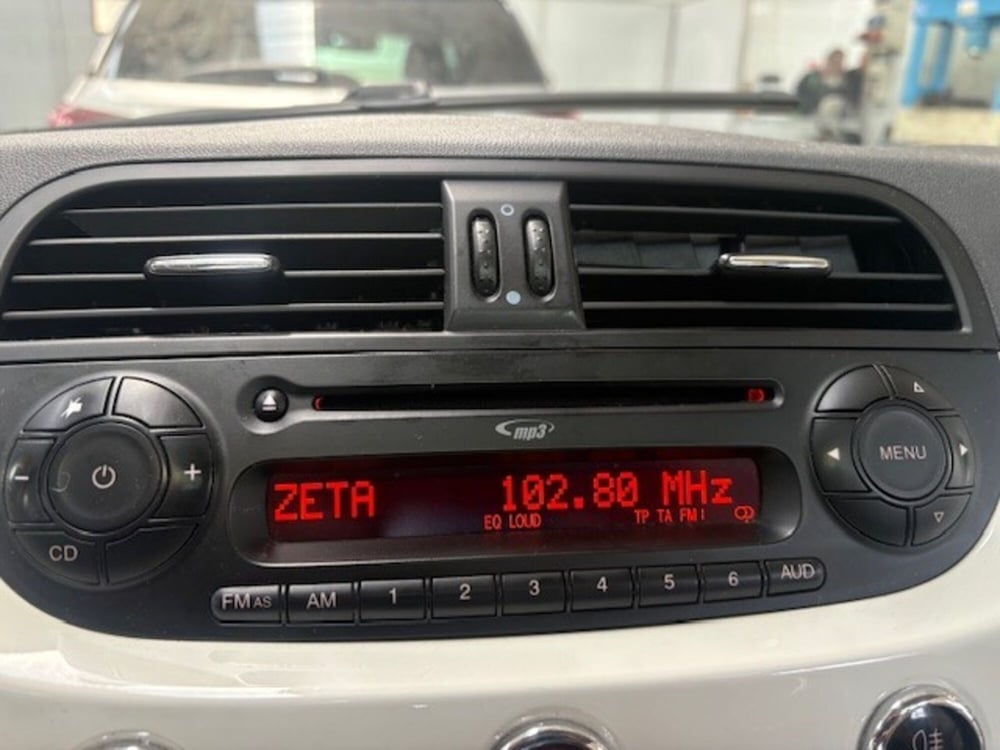 mp3
ZETA 102.80 MHz
EQ LOUD TP TA FM I
MENU
CD
FM AS AM 1 2 3 4 5 6 AUD